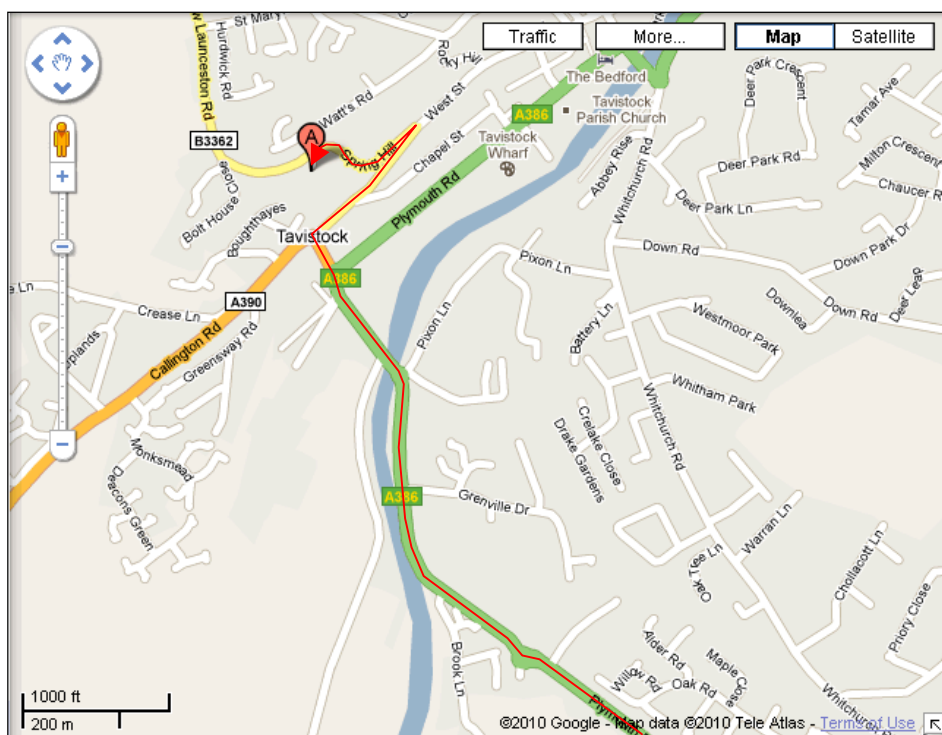 Traffic
More...
Map
Satellite
St Mary
Hurdwick Rd
w Launceston Rd
Rocky Hill
Watt's Rd
West St
B3362
A
Spring Hill
Chapel St
A386
The Bedford
Tavistock
Parish Church
Tavistock
Wharf
Abbey Rise
Whitchurch Rd
Deer Park Crescent
Tamar Ave
Milton Crescent
Deer Park Rd
Chaucer R
Deer Park Ln
Down Park Dr
Down Rd
Bolt House Close
Boughthayes
Tavistock
Plymouth Rd
A386
Pixon Ln
Pixon Ln
Battery Ln
Westmoor Park
Downlea
Down Rd
Deer Leap
e Ln
Crease Ln
A390
Callington Rd
Greensway Rd
plands
Whitham Park
Whitchurch Rd
Crelake Close
Drake Gardens
Monksmead
Deacons Green
A386
Grenville Dr
Oak Tree Ln
Warran Ln
Chollacott Ln
Priory Close
Brook Ln
Alder Rd
Willow Rd
Oak Rd
Maple Close
Whitchurch R
Plymouth
1000 ft
200 m
©2010 Google - Map data ©2010 Tele Atlas - Terms of Use